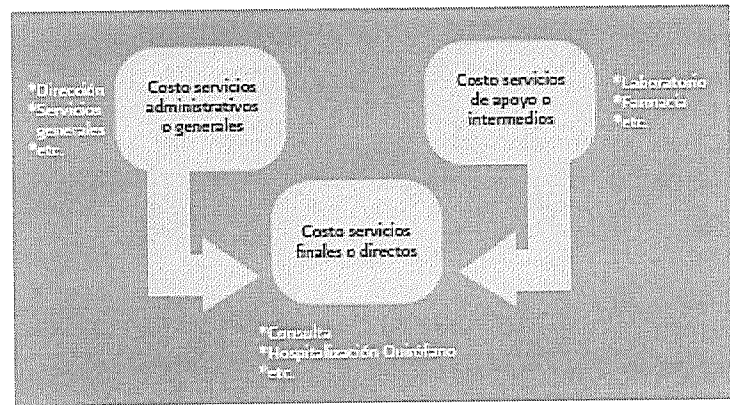 *Dirección
*Servicios
generales
*etc.
Costo servicios
administrativos
o generales
Costo servicios
de apoyo o
intermedios
*Laboratorio
*Farmacia
*etc.
Costo servicios
finales o directos
*Consulta
*Hospitalización
*etc.